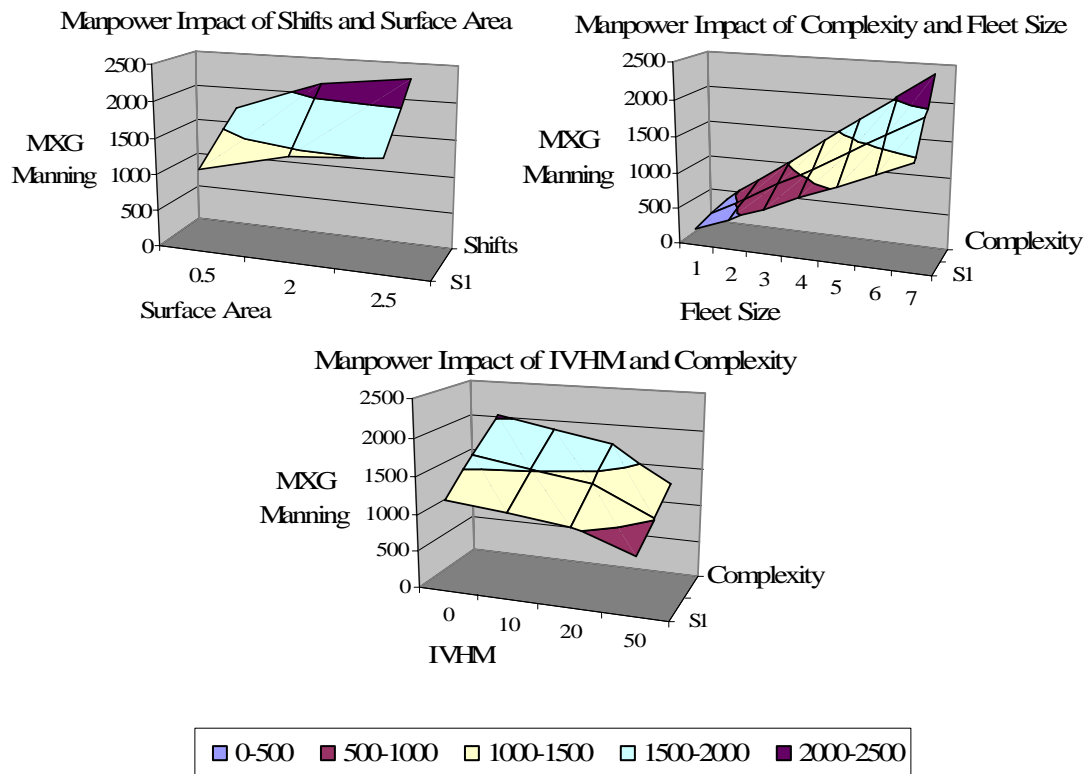 Manpower Impact of Shifts and Surface Area
2500
2000
1500
1000
500
0
MXG
Manning
0.5
2
2.5
Surface Area
Shifts
S1
Manpower Impact of Complexity and Fleet Size
2500
2000
1500
1000
500
0
MXG
Manning
1
2
3
4
5
6
7
Fleet Size
Complexity
S1
Manpower Impact of IVHM and Complexity
2500
2000
1500
1000
500
0
MXG
Manning
0
10
20
50
IVHM
Complexity
S1
0-500 500-1000 1000-1500 1500-2000 2000-2500